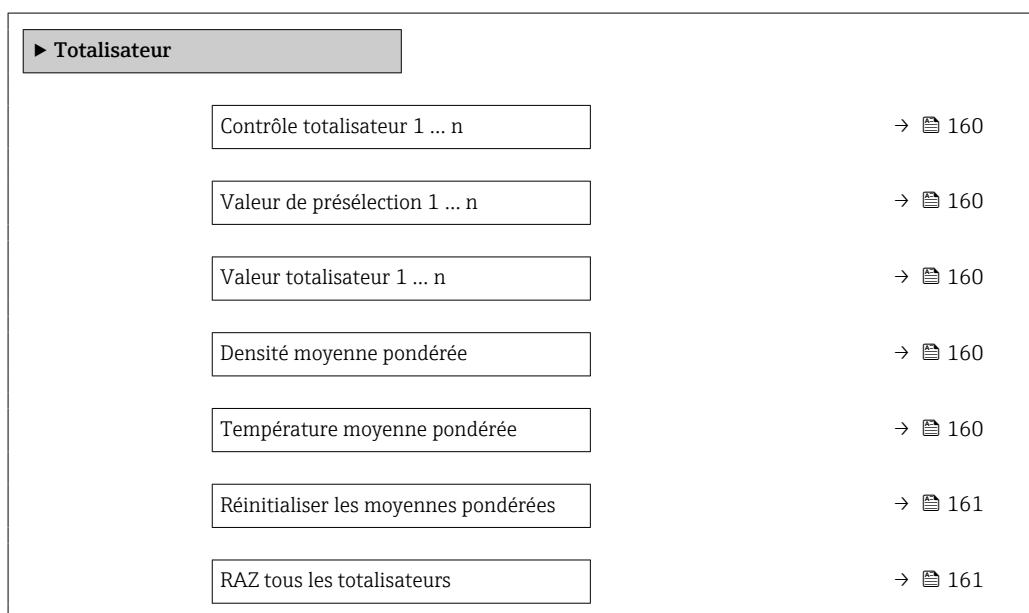 ▶ Totalisateur
Contrôle totalisateur 1 … n → 160
Valeur de présélection 1 … n → 160
Valeur totalisateur 1 … n → 160
Densité moyenne pondérée → 160
Température moyenne pondérée → 160
Réinitialiser les moyennes pondérées → 161
RAZ tous les totalisateurs → 161